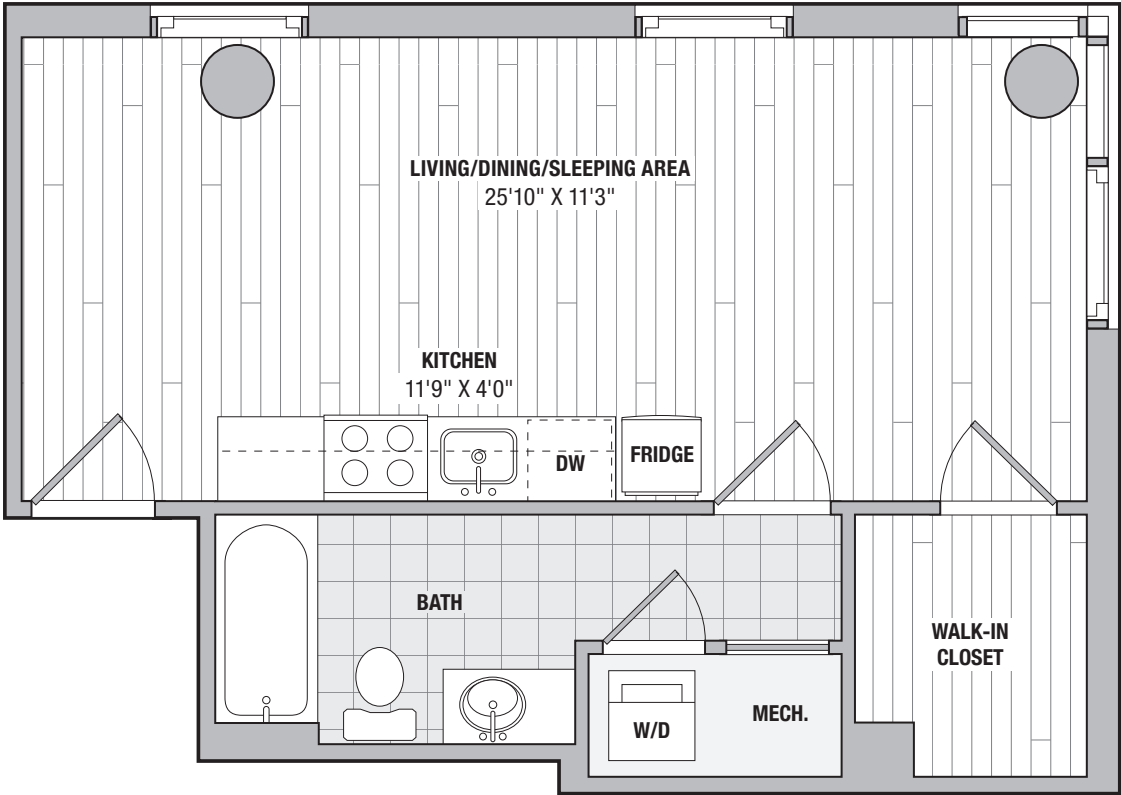 LIVING/DINING/SLEEPING AREA
25'10" X 11'3"
KITCHEN
11'9" X 4'0"
DW
FRIDGE
BATH
WALK-IN
CLOSET
W/D
MECH.